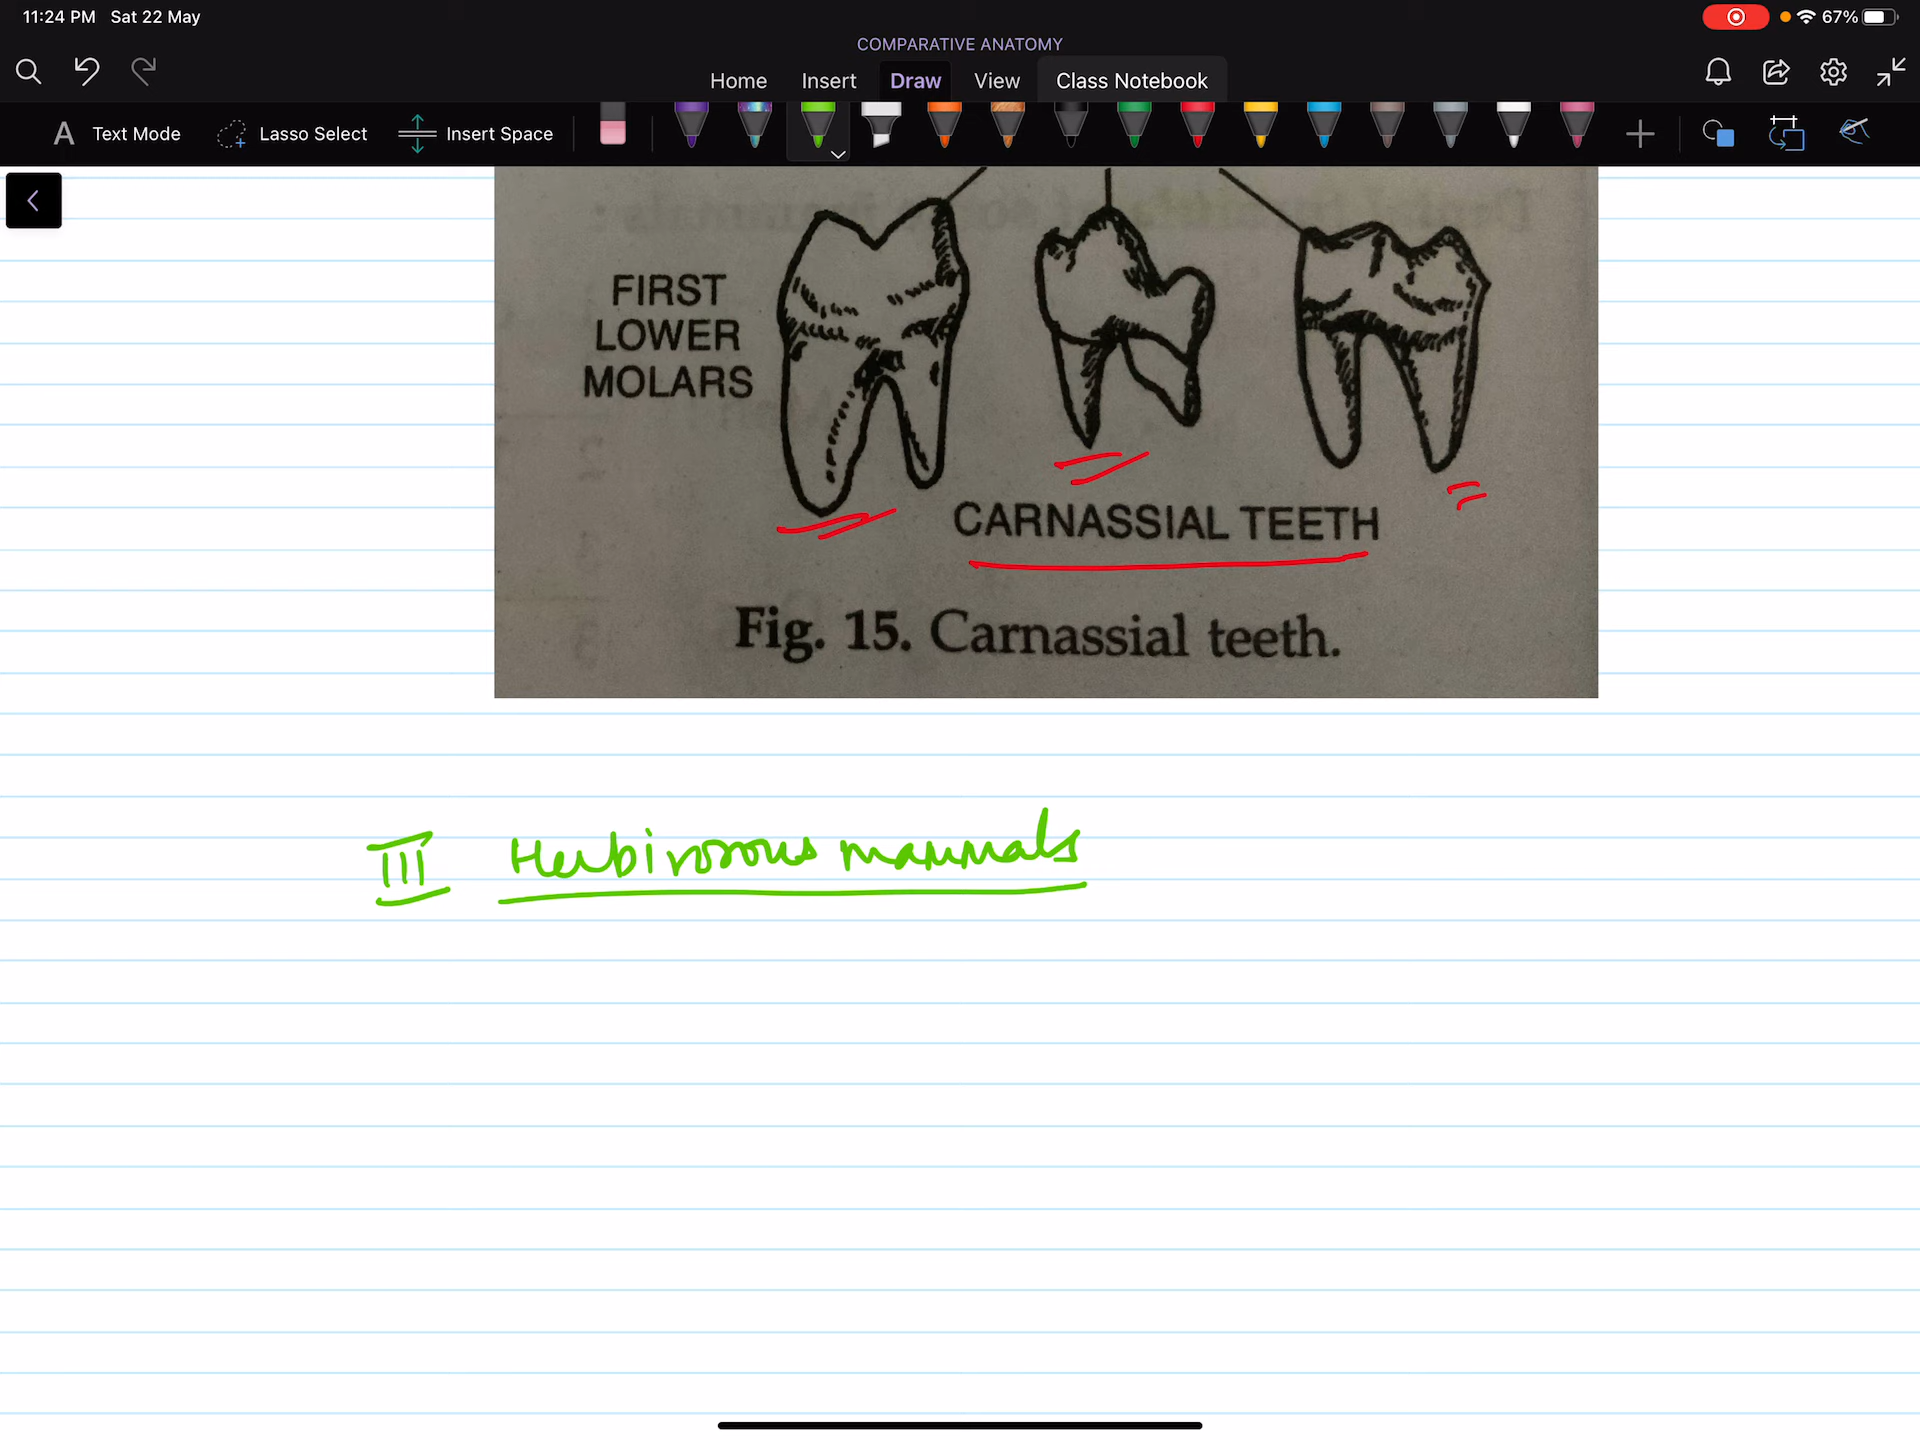 11:24 PM Sat 22 May
67%
COMPARATIVE ANATOMY
Home Insert Draw View Class Notebook
A Text Mode Lasso Select Insert Space
FIRST
LOWER
MOLARS
CARNASSIAL TEETH
Fig. 15. Carnassial teeth.
III Herbivorous mammals